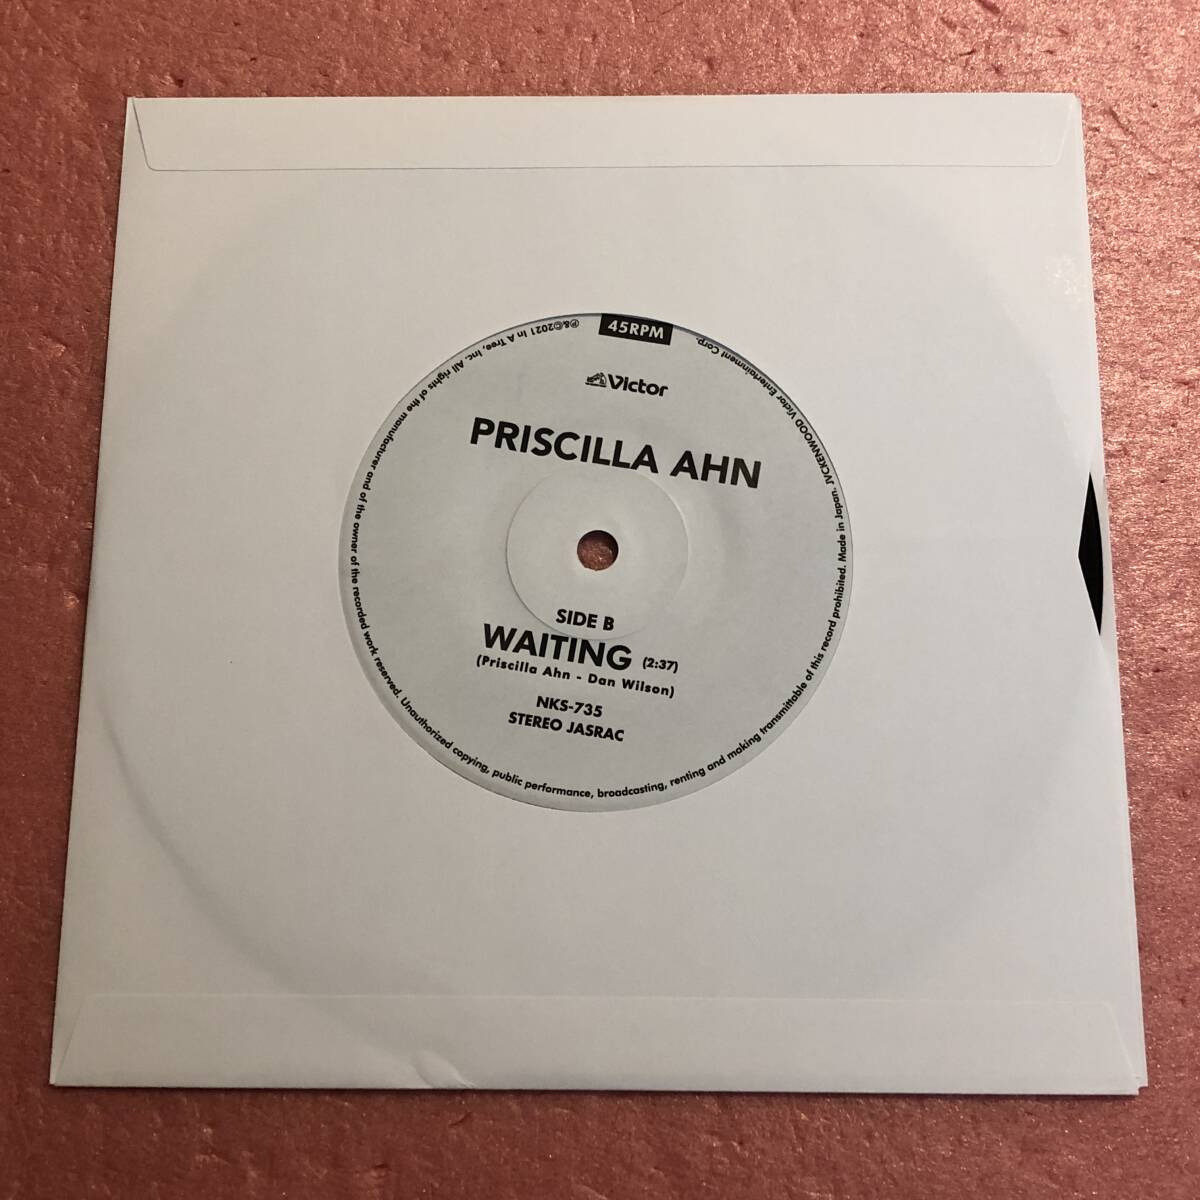 45RPM
Victor
PRISCILLA AHN
SIDE B
WAITING (2:37)
(Priscilla Ahn - Dan Wilson)
NKS-735
STEREO JASRAC
℗&©2021 In A Tree, Inc. All rights of the manufacturer and of the owner of the recorded work reserved. Unauthorized copying, public performance, broadcasting, renting and making transmittable of this record prohibited. Made in Japan. JVCKENWOOD Victor Entertainment Corp.